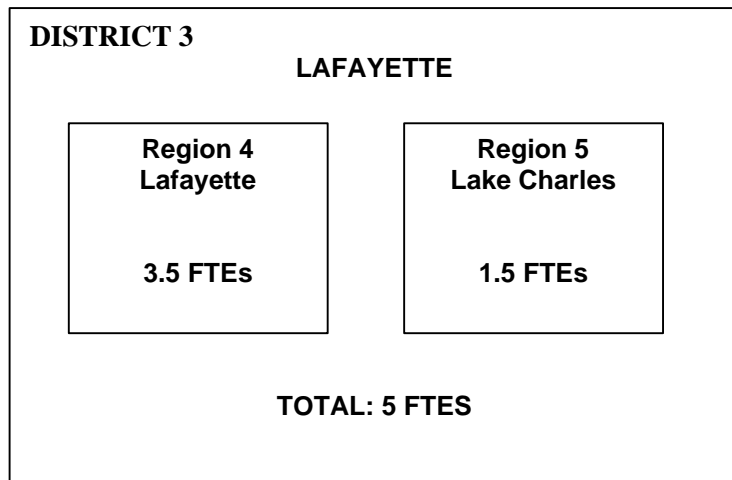 DISTRICT 3
LAFAYETTE
Region 4
Lafayette
3.5 FTEs
Region 5
Lake Charles
1.5 FTEs
TOTAL: 5 FTES